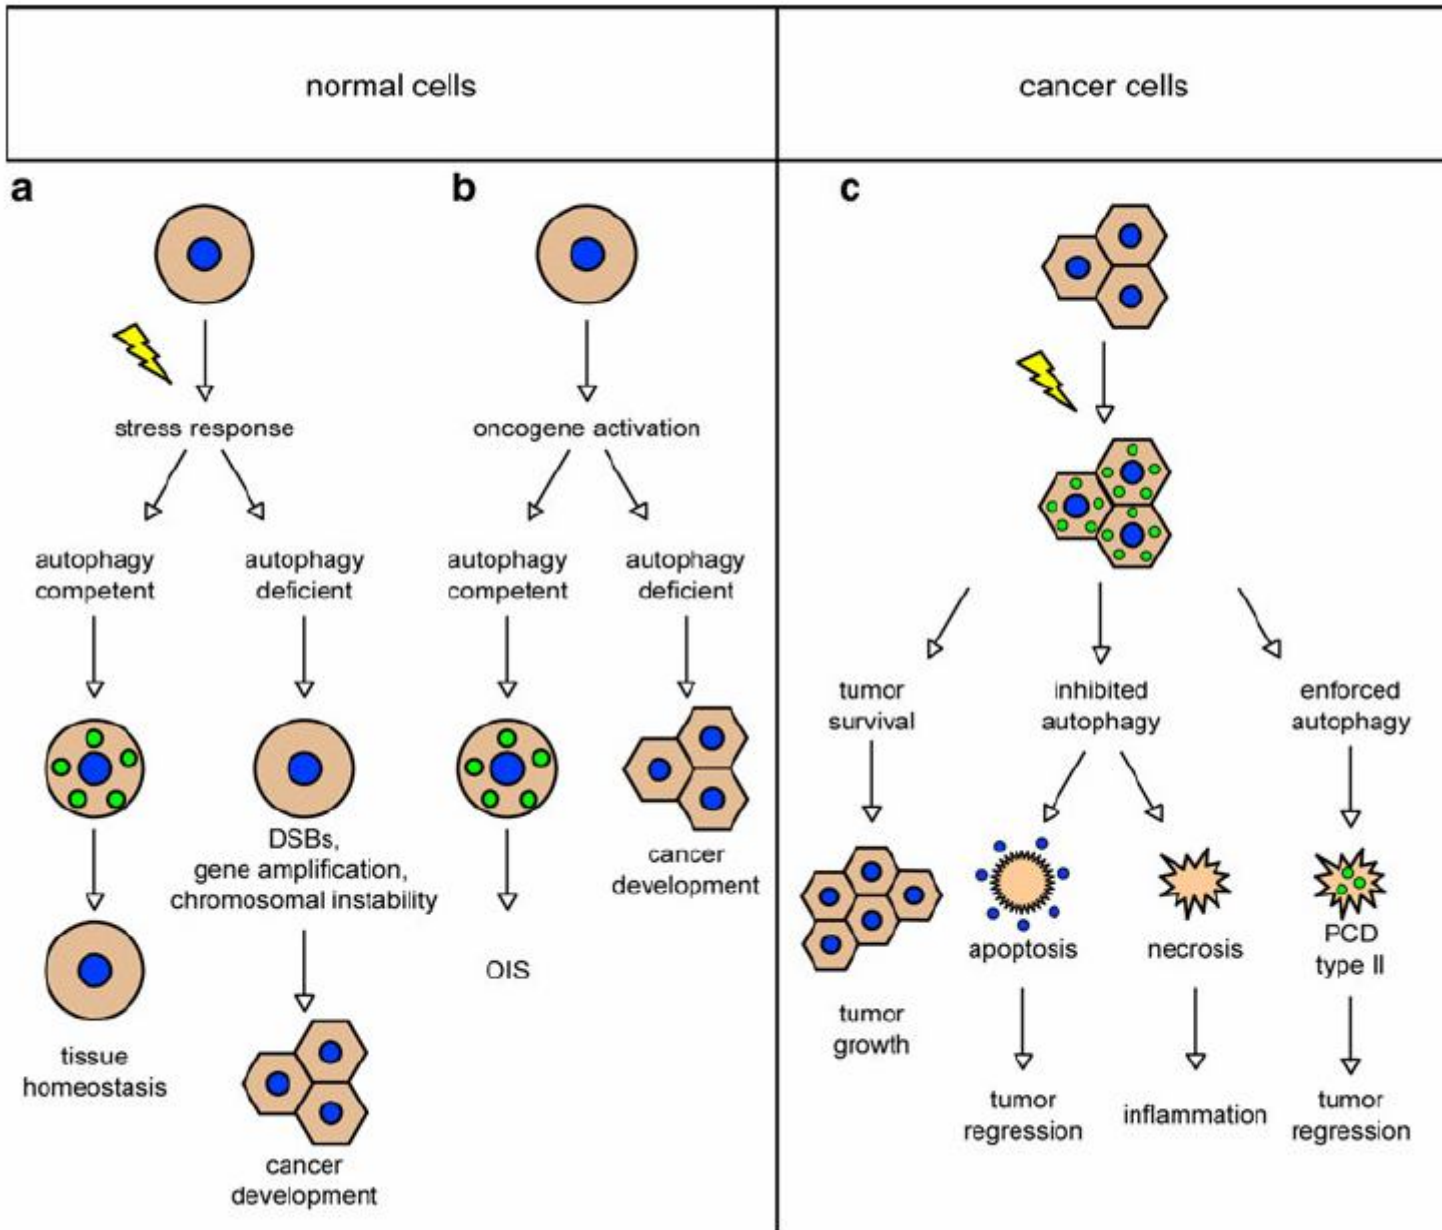 normal cells
cancer cells
a
b
c
stress response
autophagy
competent
autophagy
deficient
DSBs,
gene amplification,
chromosomal instability
tissue
homeostasis
cancer
development
oncogene activation
autophagy
competent
autophagy
deficient
OIS
cancer
development
tumor
survival
inhibited
autophagy
enforced
autophagy
tumor
growth
apoptosis
necrosis
PCD
type II
tumor
regression
inflammation
tumor
regression